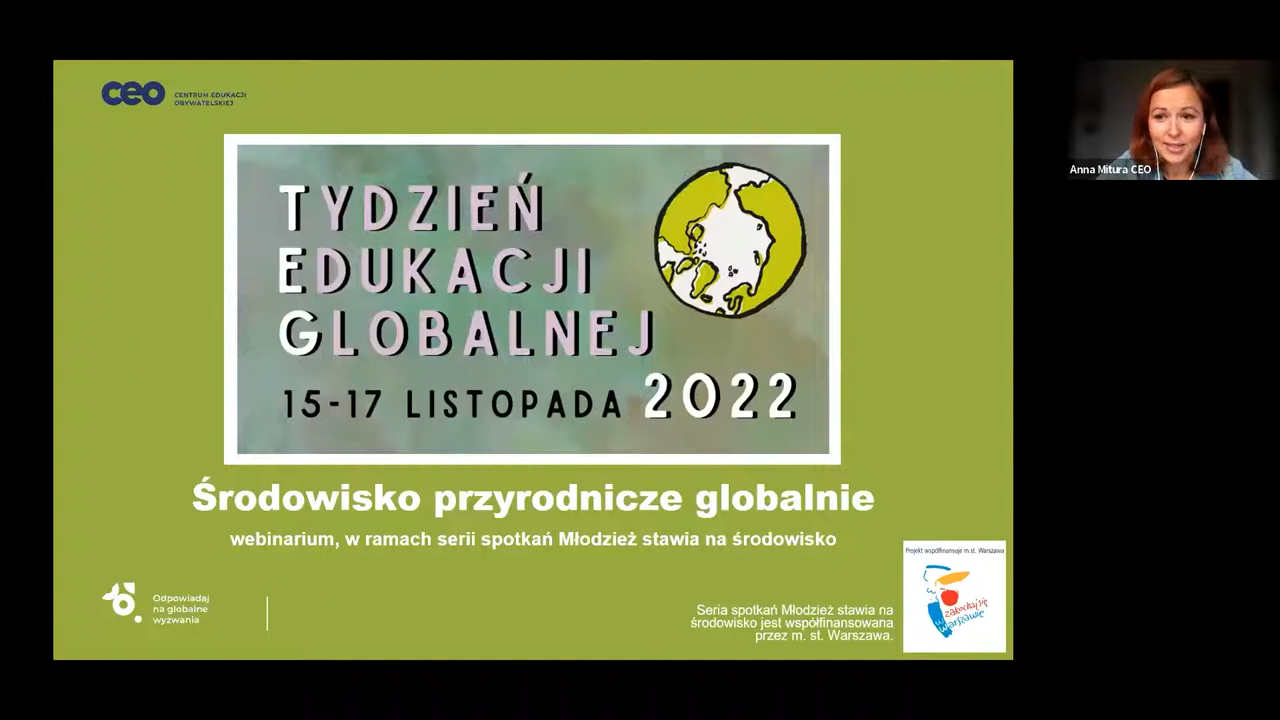 ceo
CENTRUM EDUKACJI
OBYWATELSKIEJ
TYDZIEŃ
EDUKACJI
GLOBALNEJ
15-17 LISTOPADA 2022
Środowisko przyrodnicze globalnie
webinarium, w ramach serii spotkań Młodzież stawia na środowisko
Odpowiadaj
na globalne
wyzwania
Seria spotkań Młodzież stawia na
środowisko jest współfinansowana
przez m. st. Warszawa.
Projekt współfinansuje m.st. Warszawa
zakochaj się
w Warszawie
Anna Mitura CEO